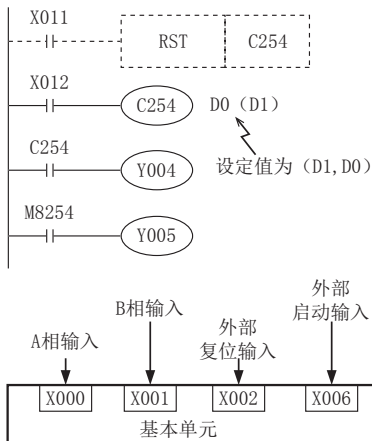 X011
RST C254
X012
C254 D0（D1）
C254 设定值为（D1,D0）
Y004
M8254
Y005
外部
启动输入
B相输入
外部
复位输入
A相输入
X000 X001 X002 X006
基本单元